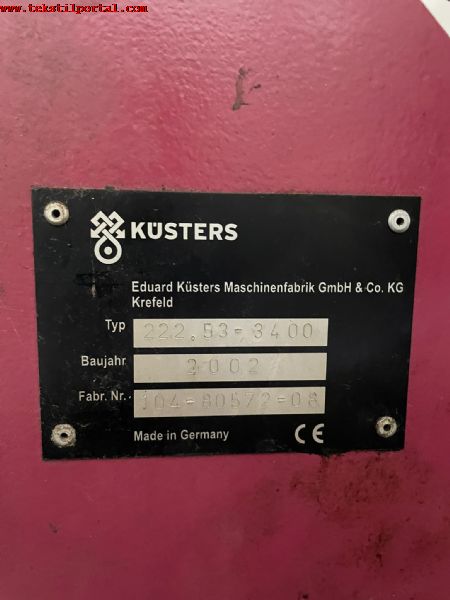 www.tekstilportal.com
KÜSTERS
Eduard Küsters Maschinenfabrik GmbH & Co. KG
Krefeld
Typ 222.53-3400
Baujahr 2002
Fabr. Nr. 104-80572-08
Made in Germany CE